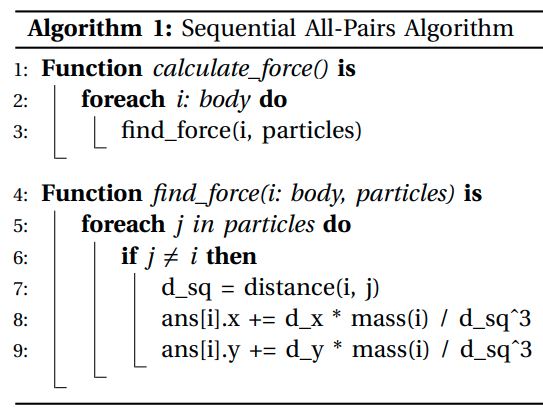 Algorithm 1: Sequential All-Pairs Algorithm
1: Function calculate_force() is
2: foreach i: body do
3: find_force(i, particles)
4: Function find_force(i: body, particles) is
5: foreach j in particles do
6: if j ≠ i then
7: d_sq = distance(i, j)
8: ans[i].x += d_x * mass(i) / d_sq^3
9: ans[i].y += d_y * mass(i) / d_sq^3